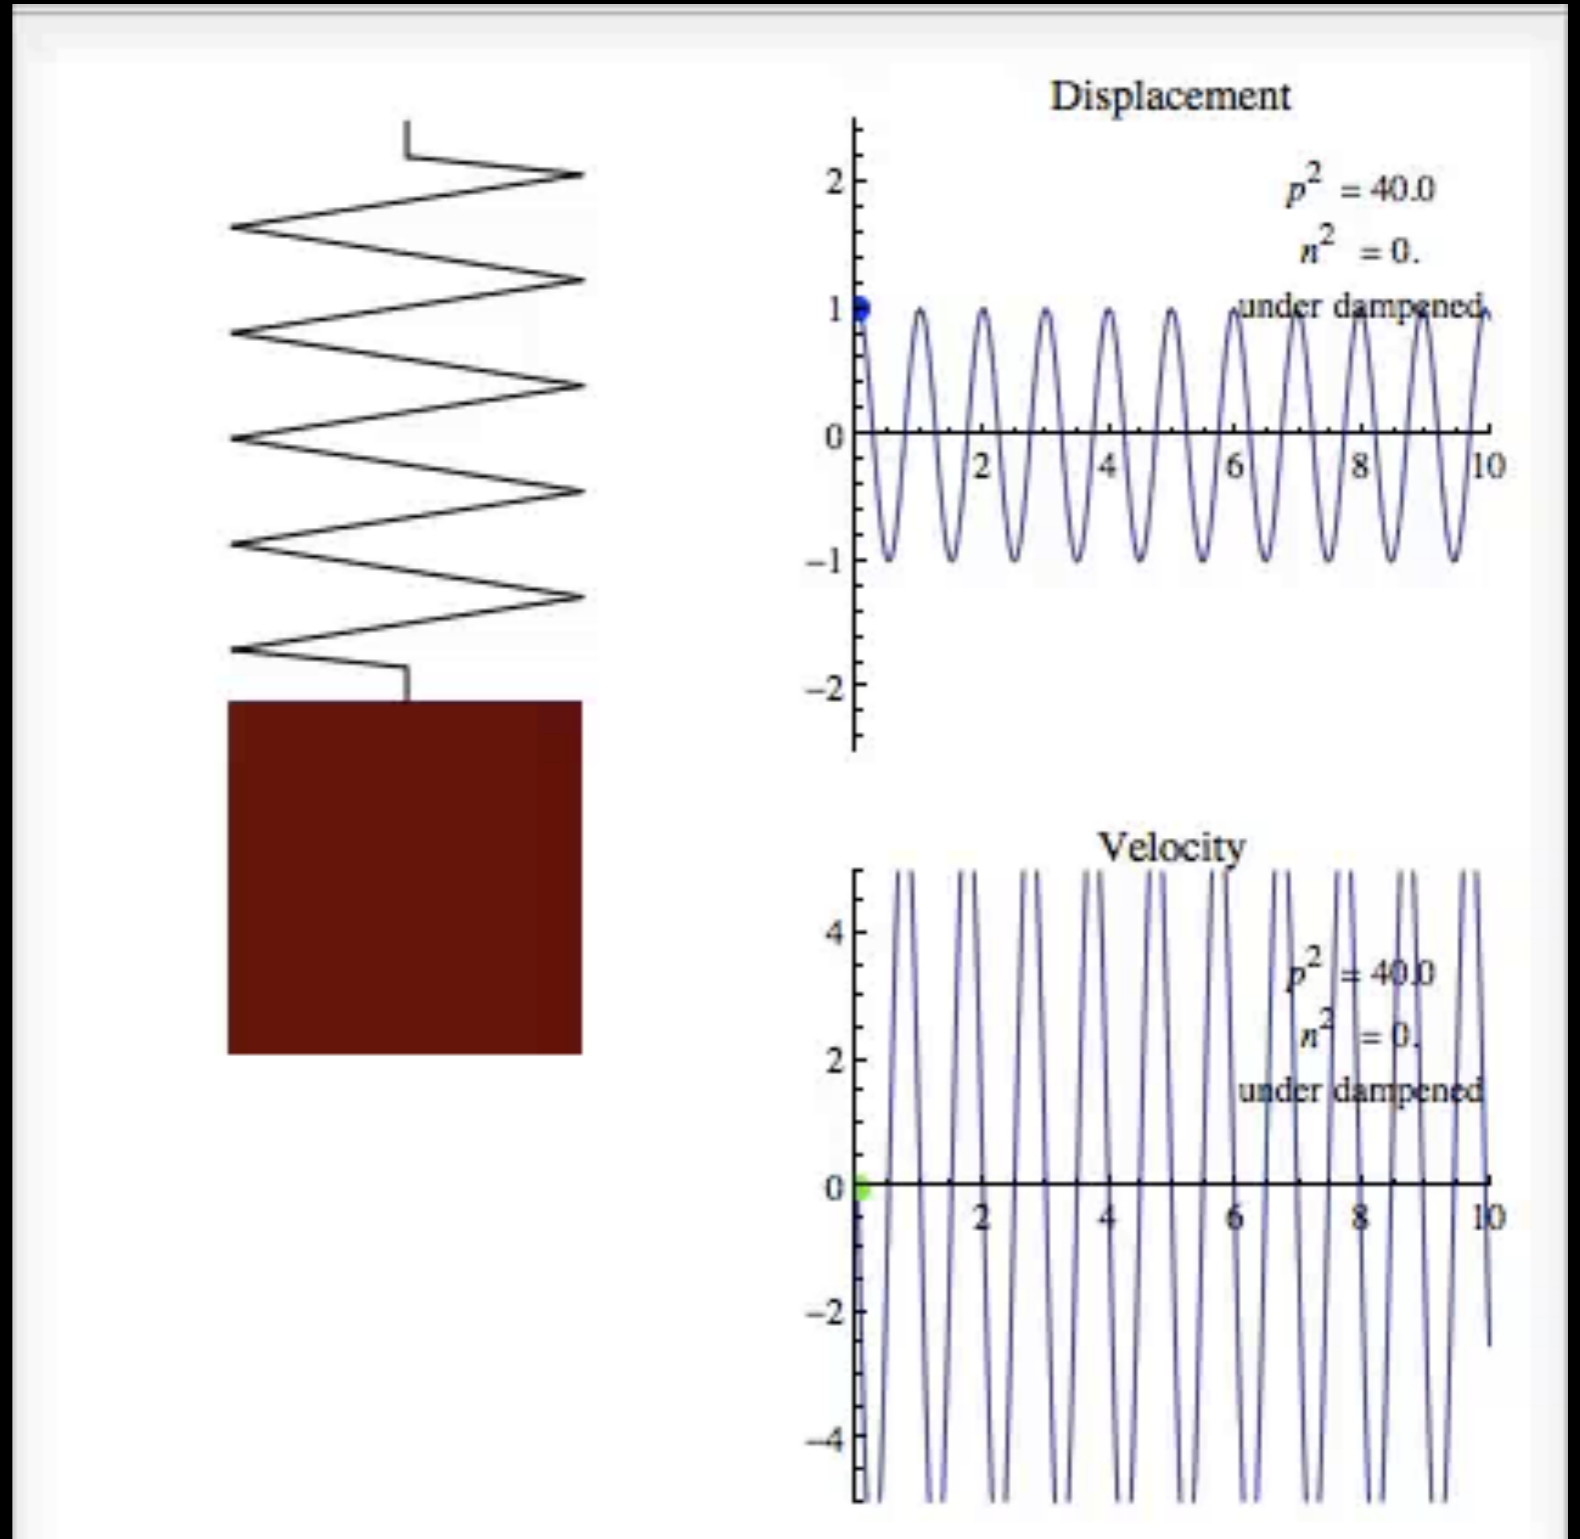 Displacement
2
p² = 40.0
n² = 0.
1
under dampened
0
2 4 6 8 10
−1
−2
Velocity
4
p² = 40.0
n² = 0.
2
under dampened
0
2 4 6 8 10
−2
−4